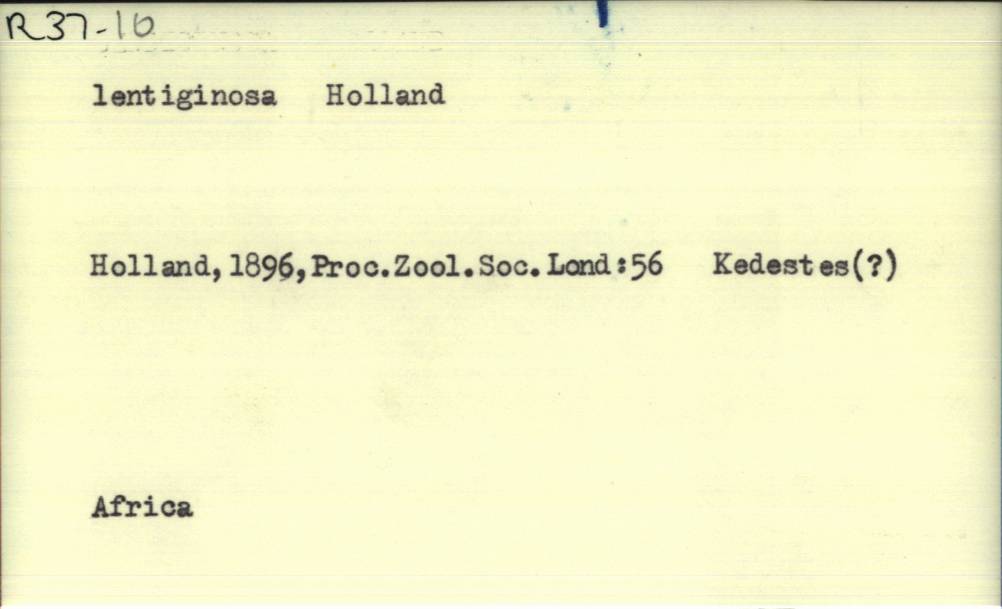 R37-16
lentiginosa Holland
Holland, 1896, Proc.Zool.Soc. Lond:56 Kedestes(?)
Africa